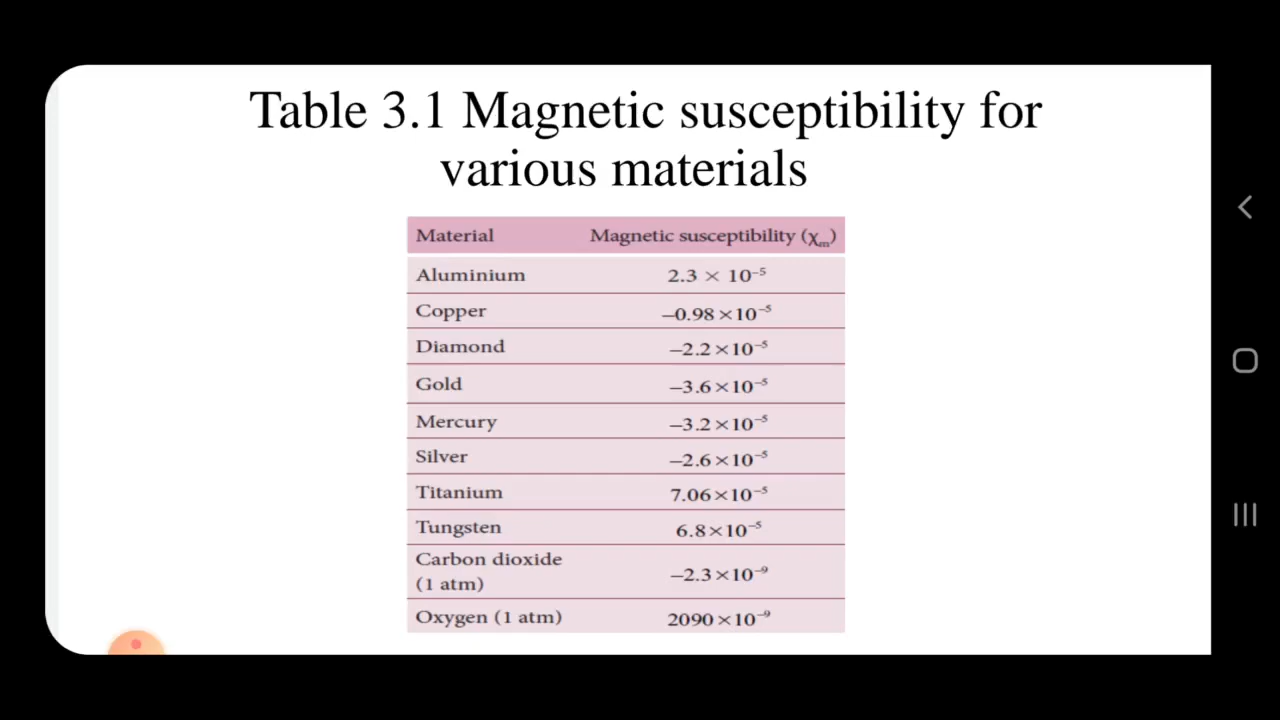 Table 3.1 Magnetic susceptibility for
various materials
Material Magnetic susceptibility (χₘ)
Aluminium 2.3 × 10⁻⁵
Copper –0.98×10⁻⁵
Diamond –2.2×10⁻⁵
Gold –3.6×10⁻⁵
Mercury –3.2×10⁻⁵
Silver –2.6×10⁻⁵
Titanium 7.06×10⁻⁵
Tungsten 6.8×10⁻⁵
Carbon dioxide
(1 atm) –2.3×10⁻⁹
Oxygen (1 atm) 2090×10⁻⁹